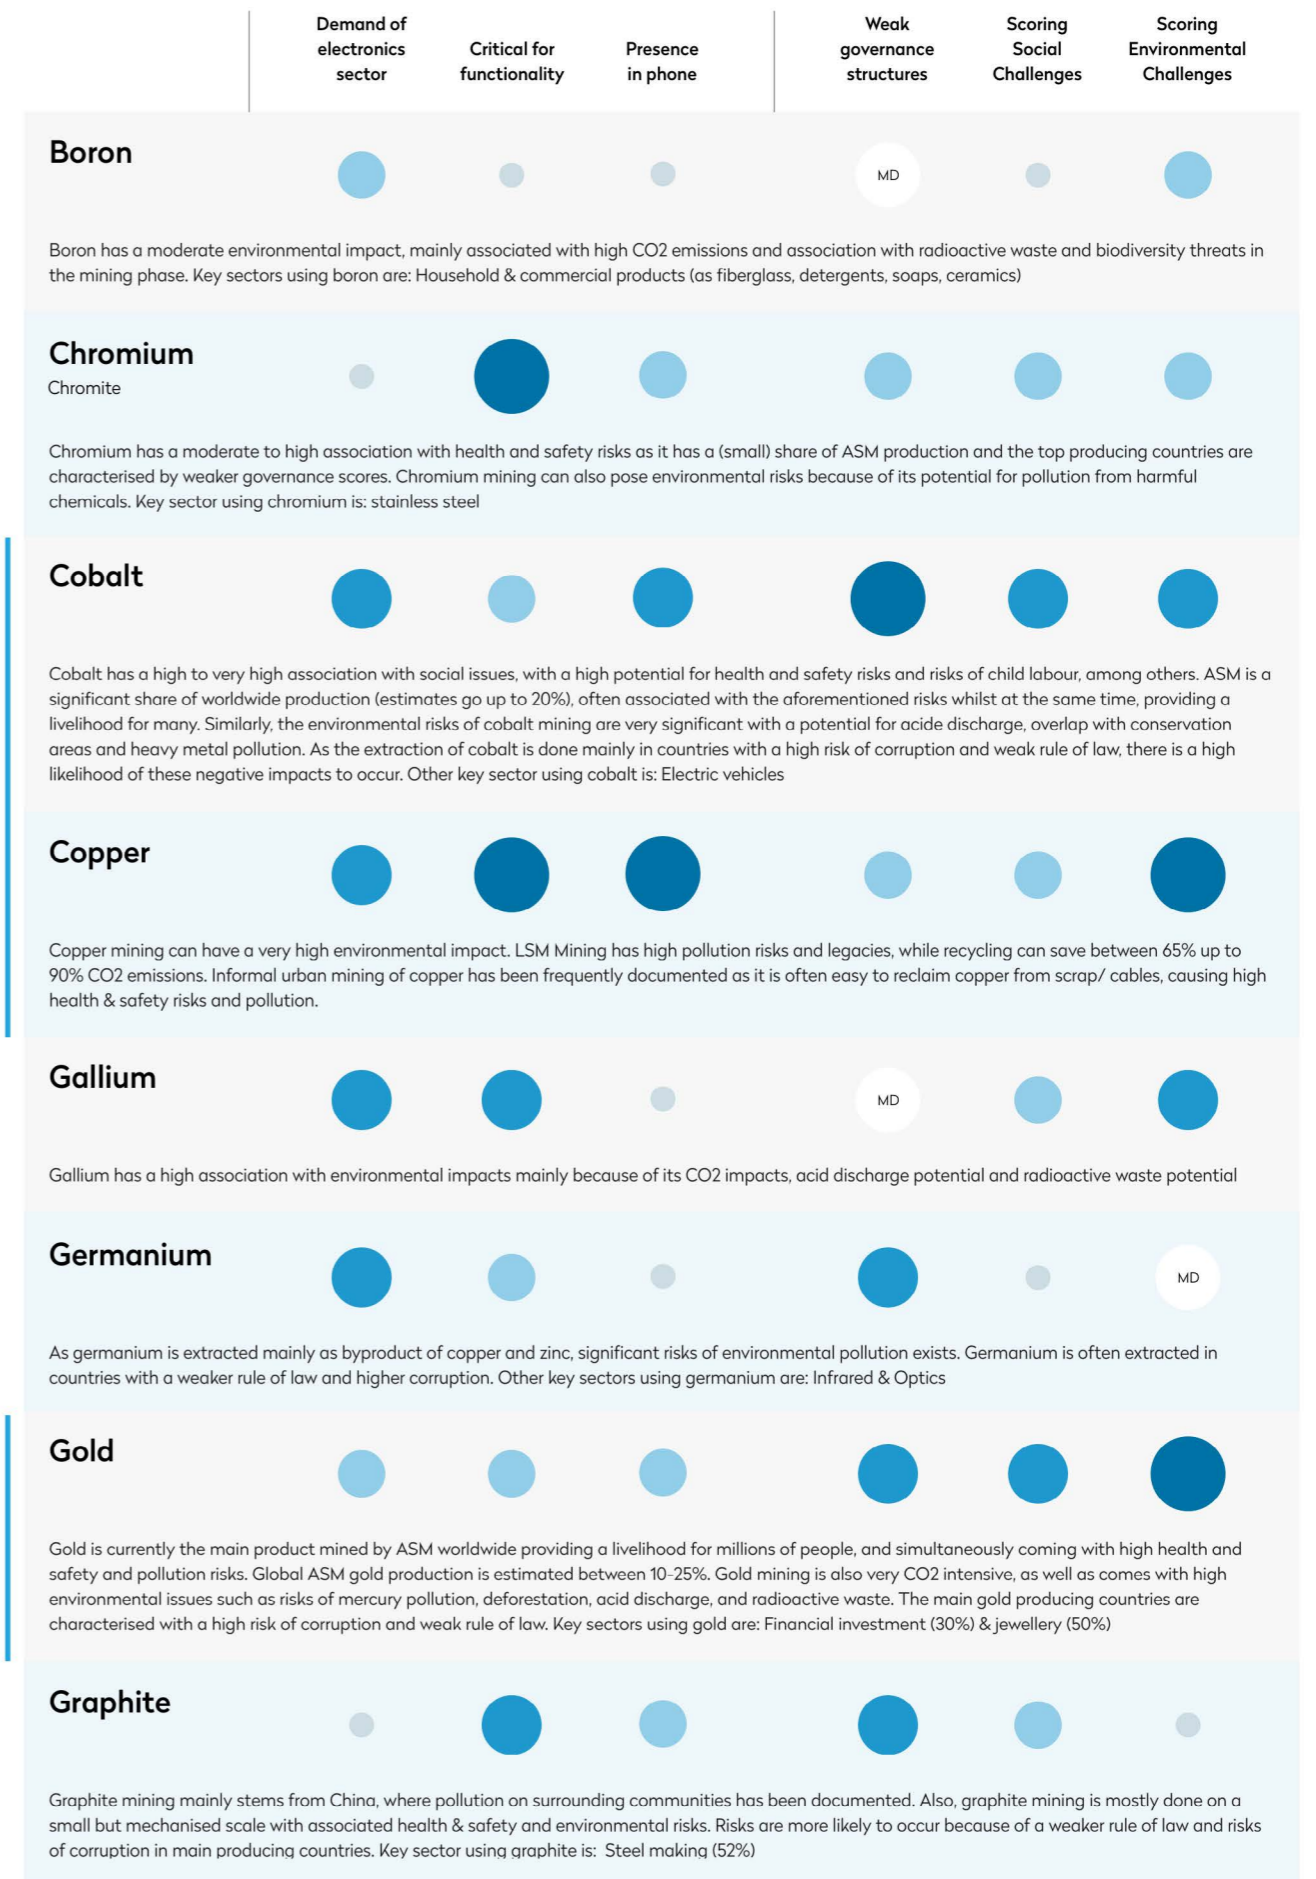 Demand of
electronics
sector
Critical for
functionality
Presence
in phone
Weak
governance
structures
Scoring
Social
Challenges
Scoring
Environmental
Challenges
Boron
MD
Boron has a moderate environmental impact, mainly associated with high CO2 emissions and association with radioactive waste and biodiversity threats in
the mining phase. Key sectors using boron are: Household & commercial products (as fiberglass, detergents, soaps, ceramics)
Chromium
Chromite
Chromium has a moderate to high association with health and safety risks as it has a (small) share of ASM production and the top producing countries are
characterised by weaker governance scores. Chromium mining can also pose environmental risks because of its potential for pollution from harmful
chemicals. Key sector using chromium is: stainless steel
Cobalt
Cobalt has a high to very high association with social issues, with a high potential for health and safety risks and risks of child labour, among others. ASM is a
significant share of worldwide production (estimates go up to 20%), often associated with the aforementioned risks whilst at the same time, providing a
livelihood for many. Similarly, the environmental risks of cobalt mining are very significant with a potential for acide discharge, overlap with conservation
areas and heavy metal pollution. As the extraction of cobalt is done mainly in countries with a high risk of corruption and weak rule of law, there is a high
likelihood of these negative impacts to occur. Other key sector using cobalt is: Electric vehicles
Copper
Copper mining can have a very high environmental impact. LSM Mining has high pollution risks and legacies, while recycling can save between 65% up to
90% CO2 emissions. Informal urban mining of copper has been frequently documented as it is often easy to reclaim copper from scrap/ cables, causing high
health & safety risks and pollution.
Gallium
MD
Gallium has a high association with environmental impacts mainly because of its CO2 impacts, acid discharge potential and radioactive waste potential
Germanium
MD
As germanium is extracted mainly as byproduct of copper and zinc, significant risks of environmental pollution exists. Germanium is often extracted in
countries with a weaker rule of law and higher corruption. Other key sectors using germanium are: Infrared & Optics
Gold
Gold is currently the main product mined by ASM worldwide providing a livelihood for millions of people, and simultaneously coming with high health and
safety and pollution risks. Global ASM gold production is estimated between 10-25%. Gold mining is also very CO2 intensive, as well as comes with high
environmental issues such as risks of mercury pollution, deforestation, acid discharge, and radioactive waste. The main gold producing countries are
characterised with a high risk of corruption and weak rule of law. Key sectors using gold are: Financial investment (30%) & jewellery (50%)
Graphite
Graphite mining mainly stems from China, where pollution on surrounding communities has been documented. Also, graphite mining is mostly done on a
small but mechanised scale with associated health & safety and environmental risks. Risks are more likely to occur because of a weaker rule of law and risks
of corruption in main producing countries. Key sector using graphite is: Steel making (52%)